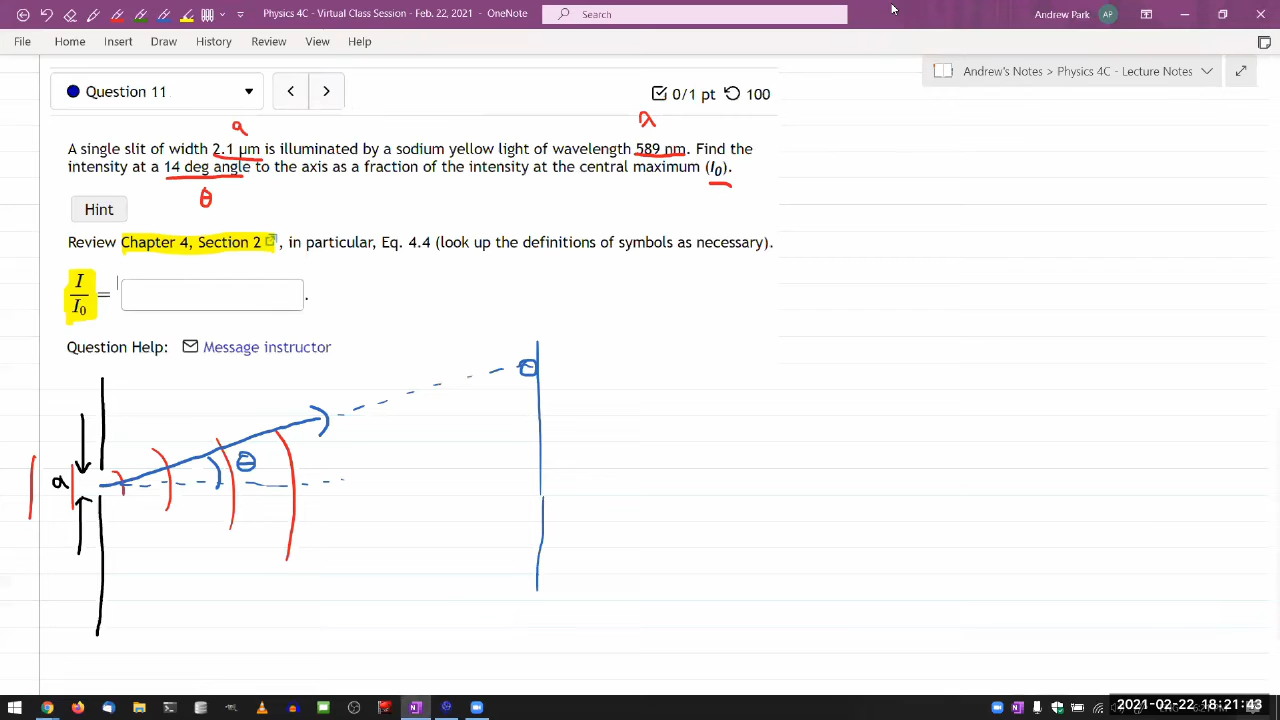 Physics 4C - Virtual Class Session - Feb. 22, 2021 - OneNote
Search
Andrew Park
AP
File Home Insert Draw History Review View Help
Question 11
0/1 pt 100
Andrew's Notes > Physics 4C - Lecture Notes
a
λ
A single slit of width 2.1 μm is illuminated by a sodium yellow light of wavelength 589 nm. Find the
intensity at a 14 deg angle to the axis as a fraction of the intensity at the central maximum (I₀).
θ
Hint
Review Chapter 4, Section 2 , in particular, Eq. 4.4 (look up the definitions of symbols as necessary).
I
I₀ = .
Question Help: Message instructor
θ
a
2021-02-22 18:21:43